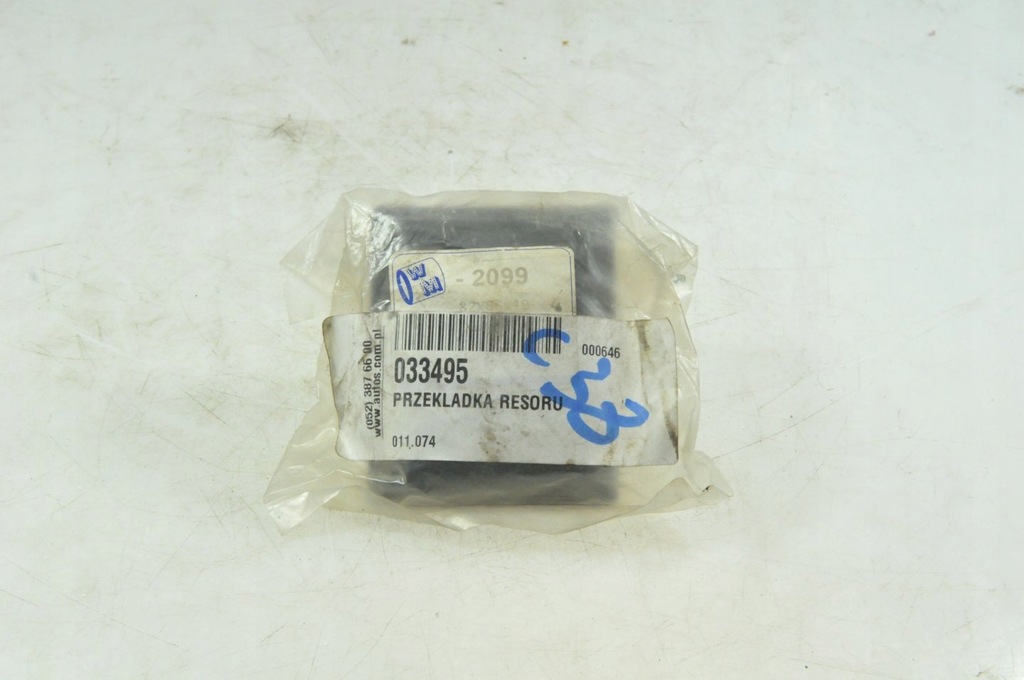 - 2099
(052) 387 66 00
www.autos.com.pl
000646
033495
PRZEKLADKA RESORU
011.074